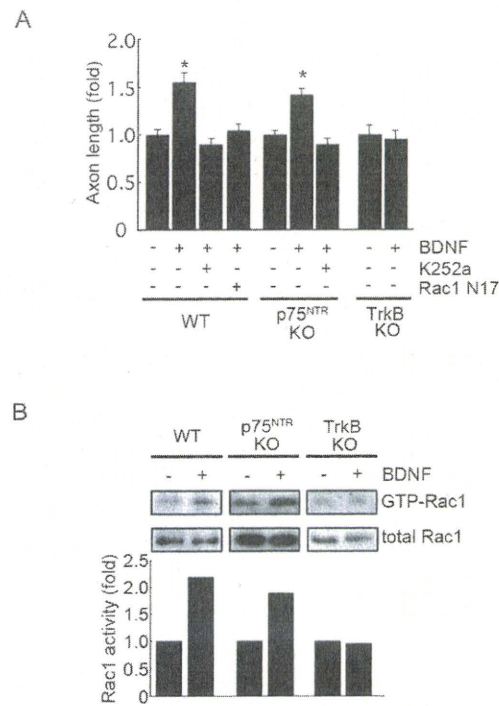 A
Axon length (fold)
2.0
1.5
1.0
0.5
0
* *
- + + + - + + - + BDNF
- - + - - - + - - K252a
- - - + - - - - - Rac1 N17
WT p75NTR KO TrkB KO
B
WT p75NTR KO TrkB KO
- + - + - + BDNF
GTP-Rac1
total Rac1
Rac1 activity (fold)
2.5
2.0
1.5
1.0
0.5
0